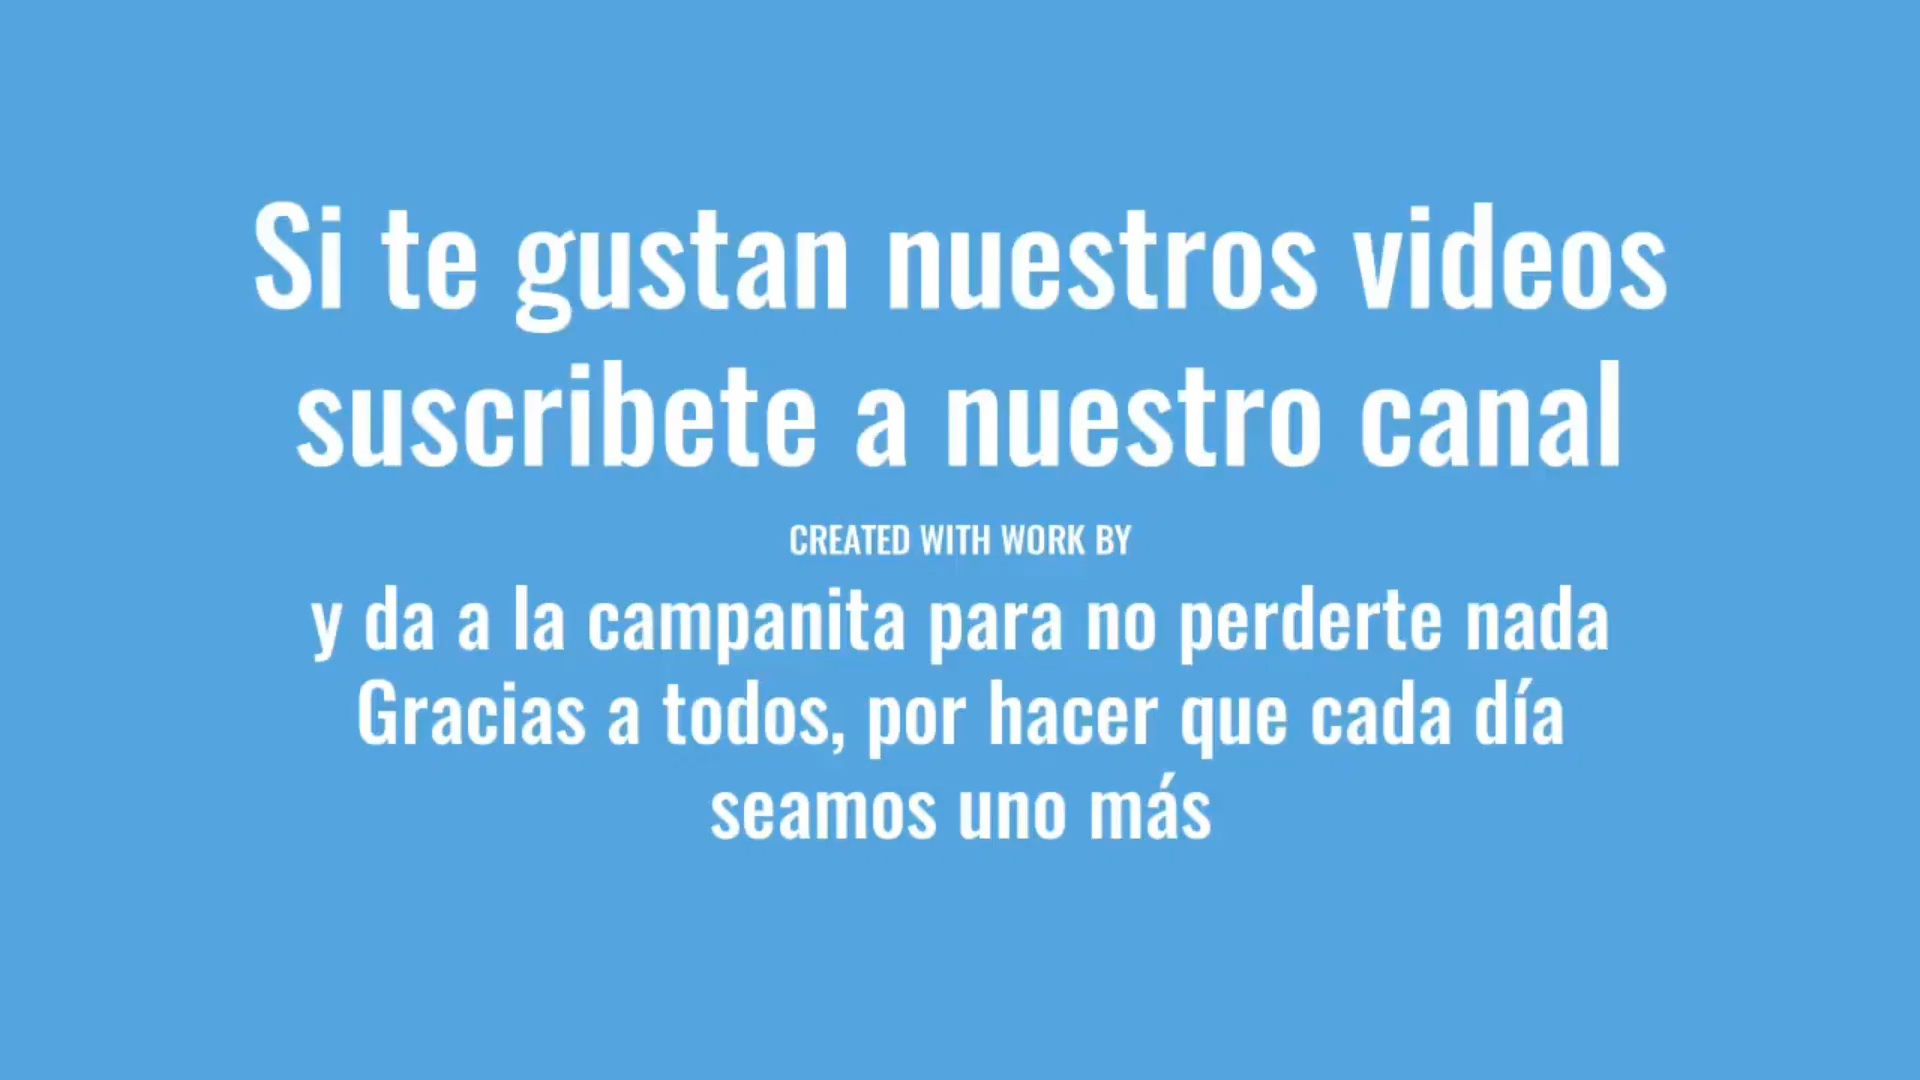 Si te gustan nuestros videos
suscribete a nuestro canal
CREATED WITH WORK BY
y da a la campanita para no perderte nada
Gracias a todos, por hacer que cada día
seamos uno más